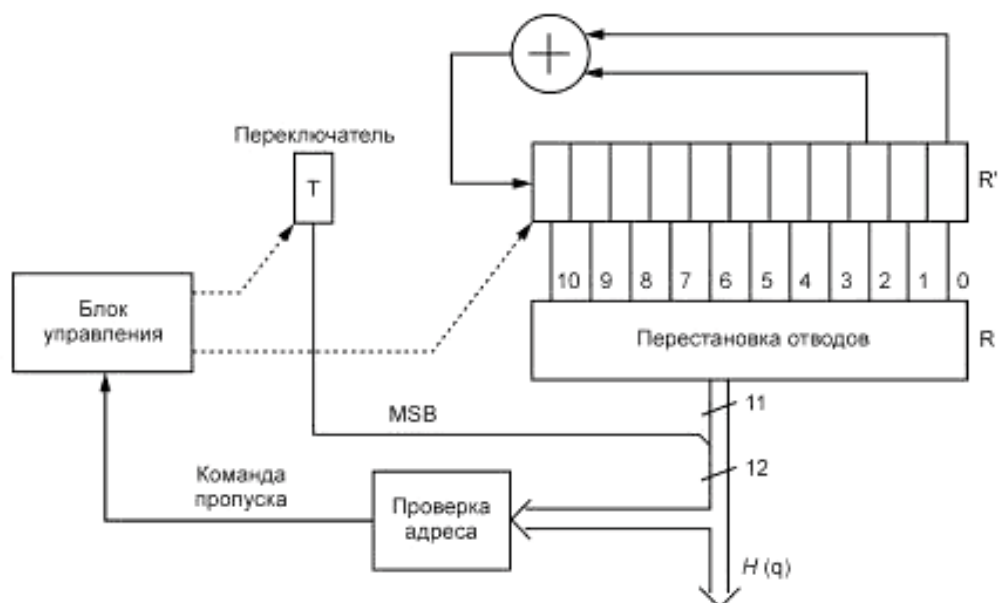 Переключатель
T
R'
10 9 8 7 6 5 4 3 2 1 0
Блок
управления
Перестановка отводов
R
11
MSB
12
Команда
пропуска
Проверка
адреса
H (q)